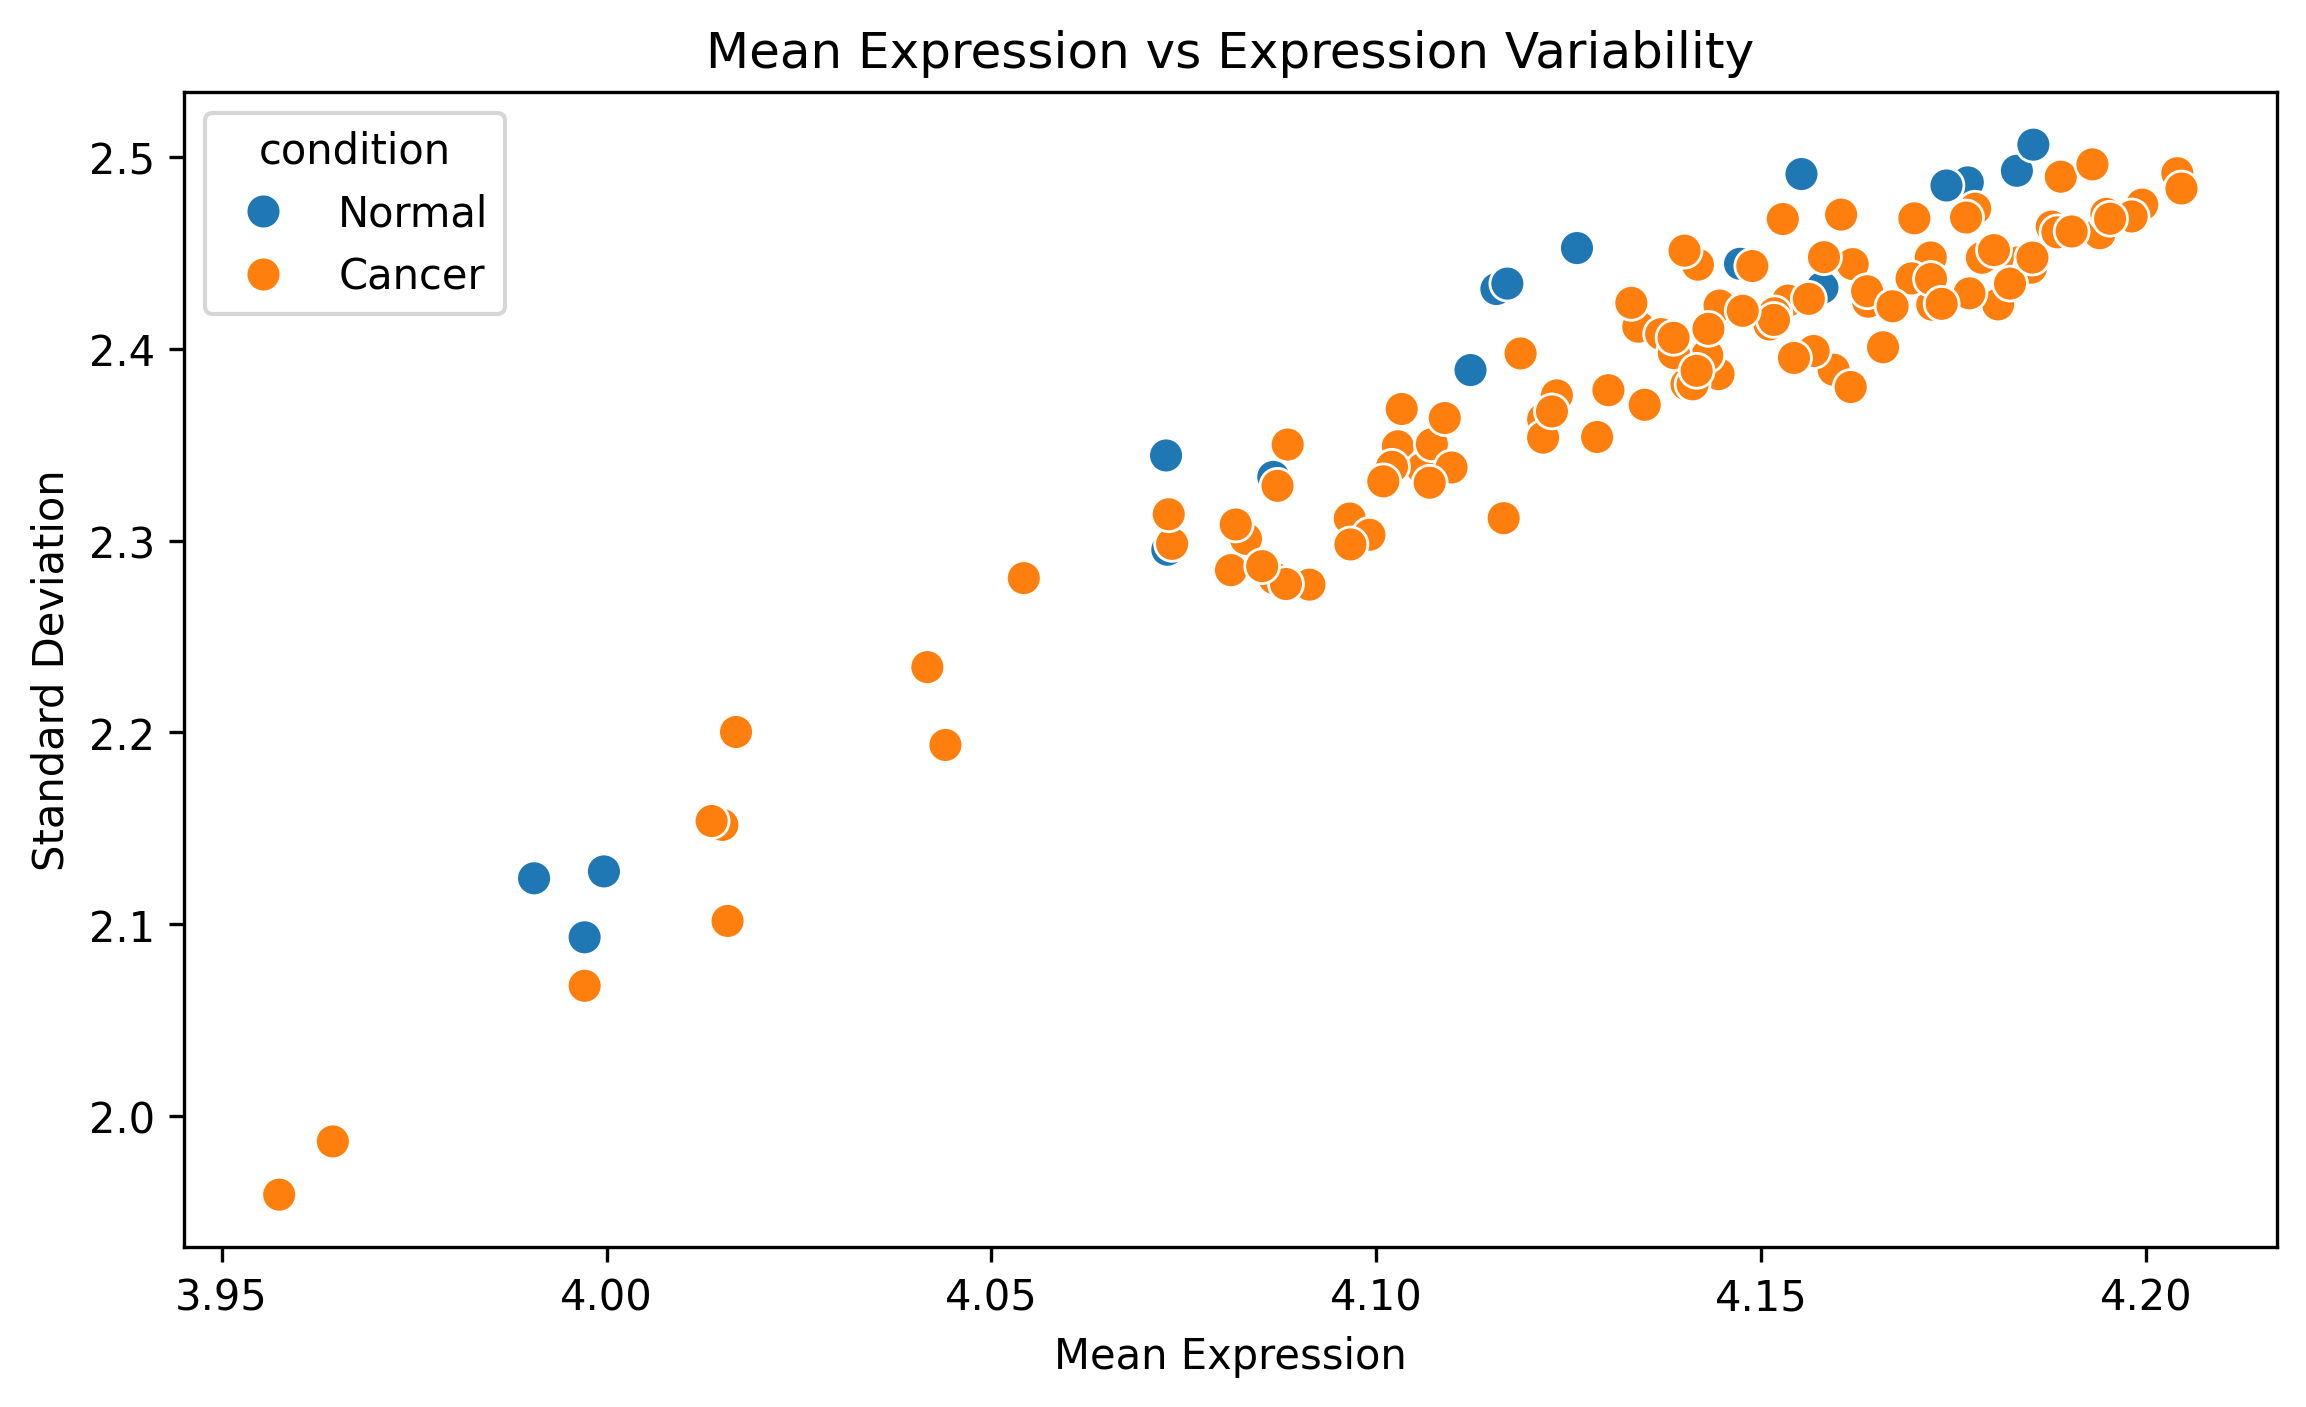 Mean Expression vs Expression Variability
condition
Normal
Cancer
Standard Deviation
2.5
2.4
2.3
2.2
2.1
2.0
3.95 4.00 4.05 4.10 4.15 4.20
Mean Expression